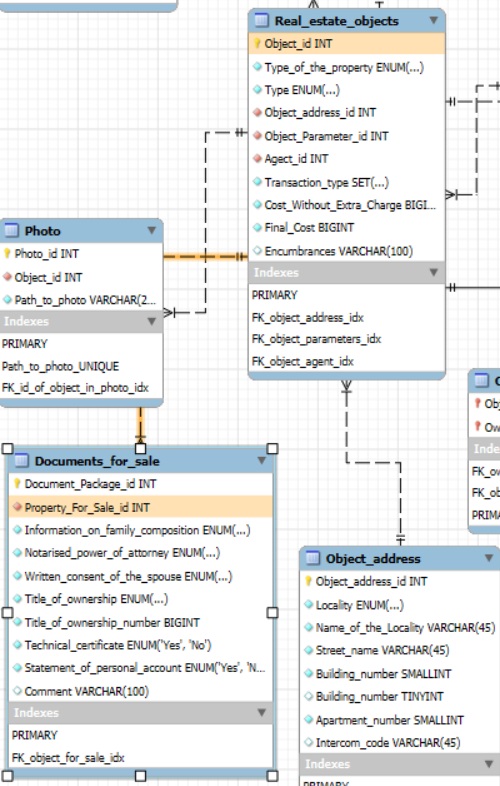 Real_estate_objects
Object_id INT
Type_of_the_property ENUM(...)
Type ENUM(...)
Object_address_id INT
Object_Parameter_id INT
Agent_id INT
Transaction_type SET(...)
Cost_Without_Extra_Charge BIGI...
Final_Cost BIGINT
Encumbrances VARCHAR(100)
Indexes
PRIMARY
FK_object_address_idx
FK_object_parameters_idx
FK_object_agent_idx
Photo
Photo_id INT
Object_id INT
Path_to_photo VARCHAR(2...
Indexes
PRIMARY
Path_to_photo_UNIQUE
FK_id_of_object_in_photo_idx
Documents_for_sale
Document_Package_id INT
Property_For_Sale_id INT
Information_on_family_composition ENUM(...)
Notarised_power_of_attorney ENUM(...)
Written_consent_of_the_spouse ENUM(...)
Title_of_ownership ENUM(...)
Title_of_ownership_number BIGINT
Technical_certificate ENUM('Yes', 'No')
Statement_of_personal_account ENUM('Yes', 'N...
Comment VARCHAR(100)
Indexes
PRIMARY
FK_object_for_sale_idx
Object_address
Object_address_id INT
Locality ENUM(...)
Name_of_the_Locality VARCHAR(45)
Street_name VARCHAR(45)
Building_number SMALLINT
Building_number TINYINT
Apartment_number SMALLINT
Intercom_code VARCHAR(45)
Indexes
PRIMARY
O
Obj
Ow
Inde
FK_ow
FK_ob
PRIMA